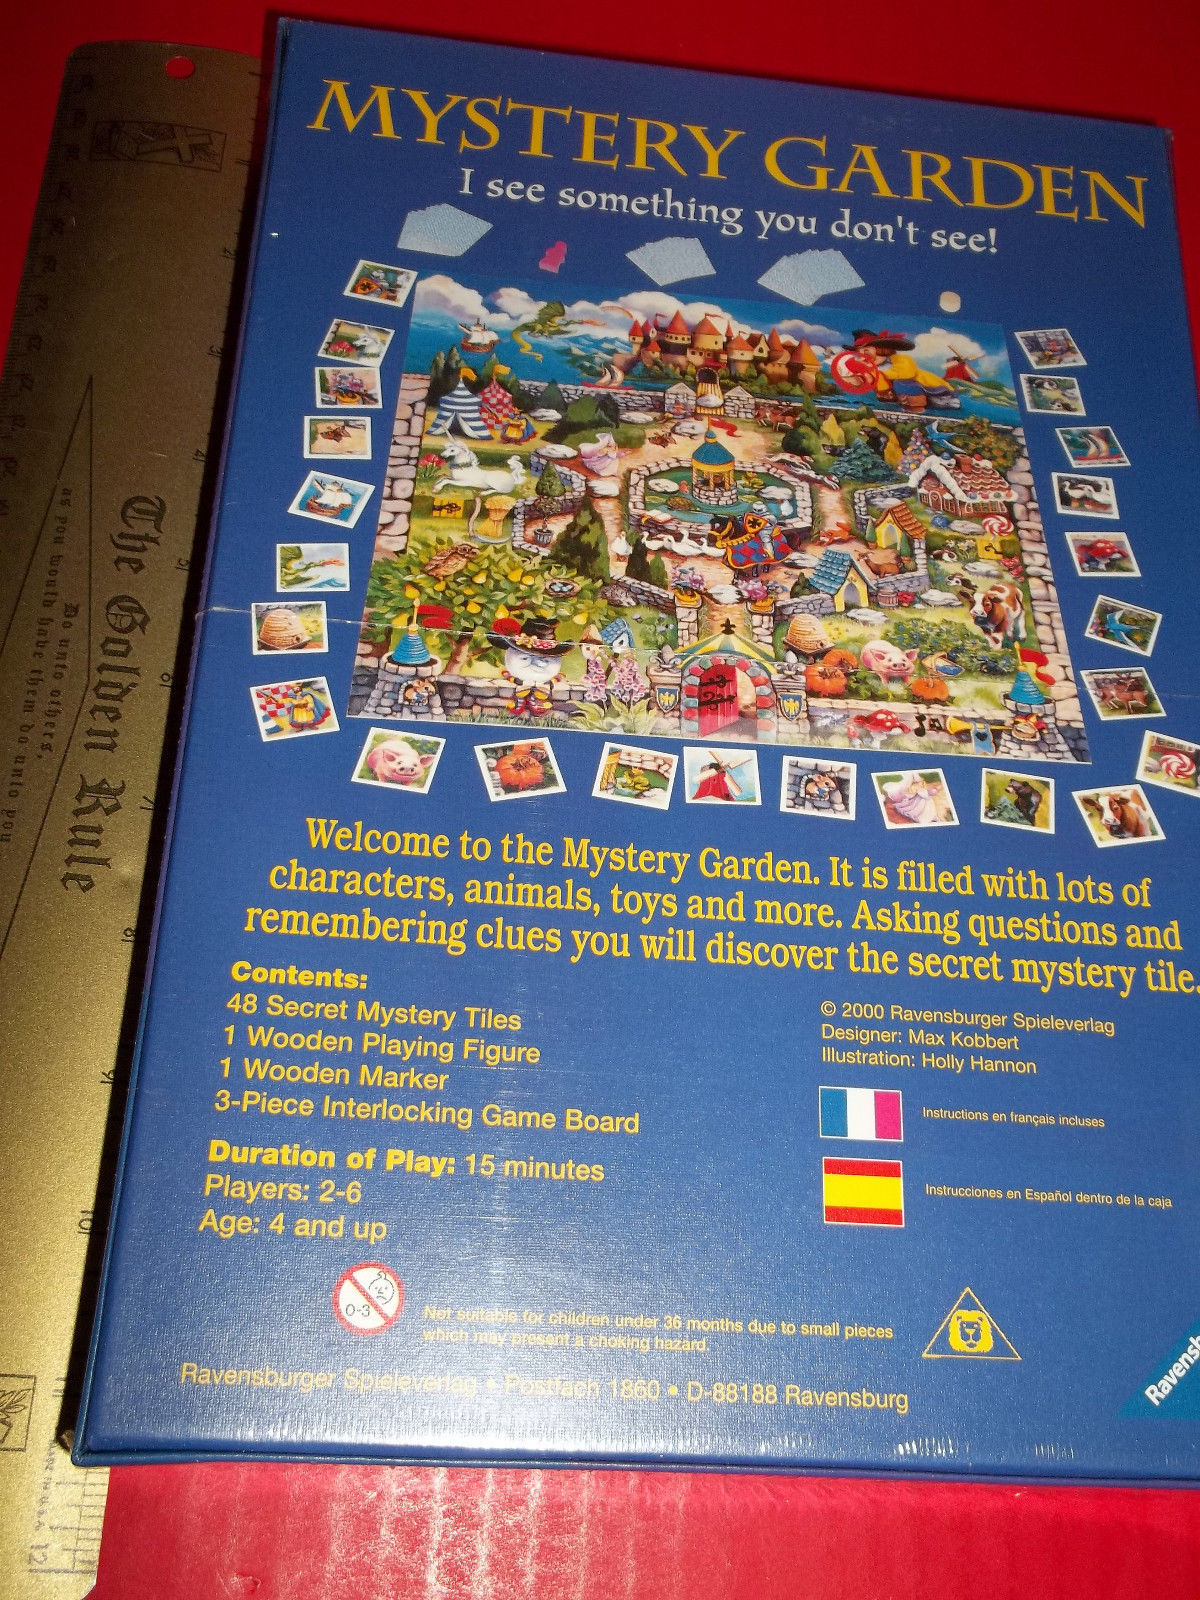 MYSTERY GARDEN
I see something you don't see!
Welcome to the Mystery Garden. It is filled with lots of
characters, animals, toys and more. Asking questions and
remembering clues you will discover the secret mystery tile.
Contents:
48 Secret Mystery Tiles
1 Wooden Playing Figure
1 Wooden Marker
3-Piece Interlocking Game Board
Duration of Play: 15 minutes
Players: 2-6
Age: 4 and up
© 2000 Ravensburger Spieleverlag
Designer: Max Kobbert
Illustration: Holly Hannon
Instructions en français incluses
Instrucciones en Español dentro de la caja
0-3
Not suitable for children under 36 months due to small pieces
which may present a choking hazard.
Ravensburger Spieleverlag • Postfach 1860 • D-88188 Ravensburg
Ravensb
The Golden Rule
Do unto others,
as you would have them do unto you